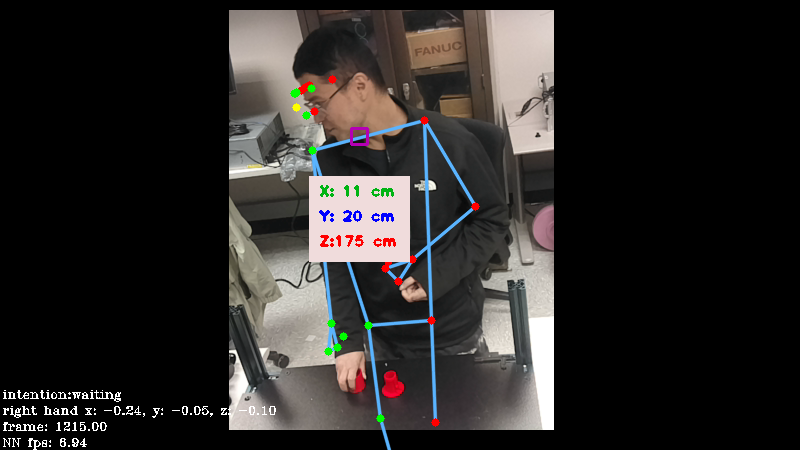 FANUC
X: 11 cm
Y: 20 cm
Z:175 cm
intention:waiting
right hand x: -0.24, y: -0.05, z: -0.10
frame: 1215.00
NN fps: 6.94